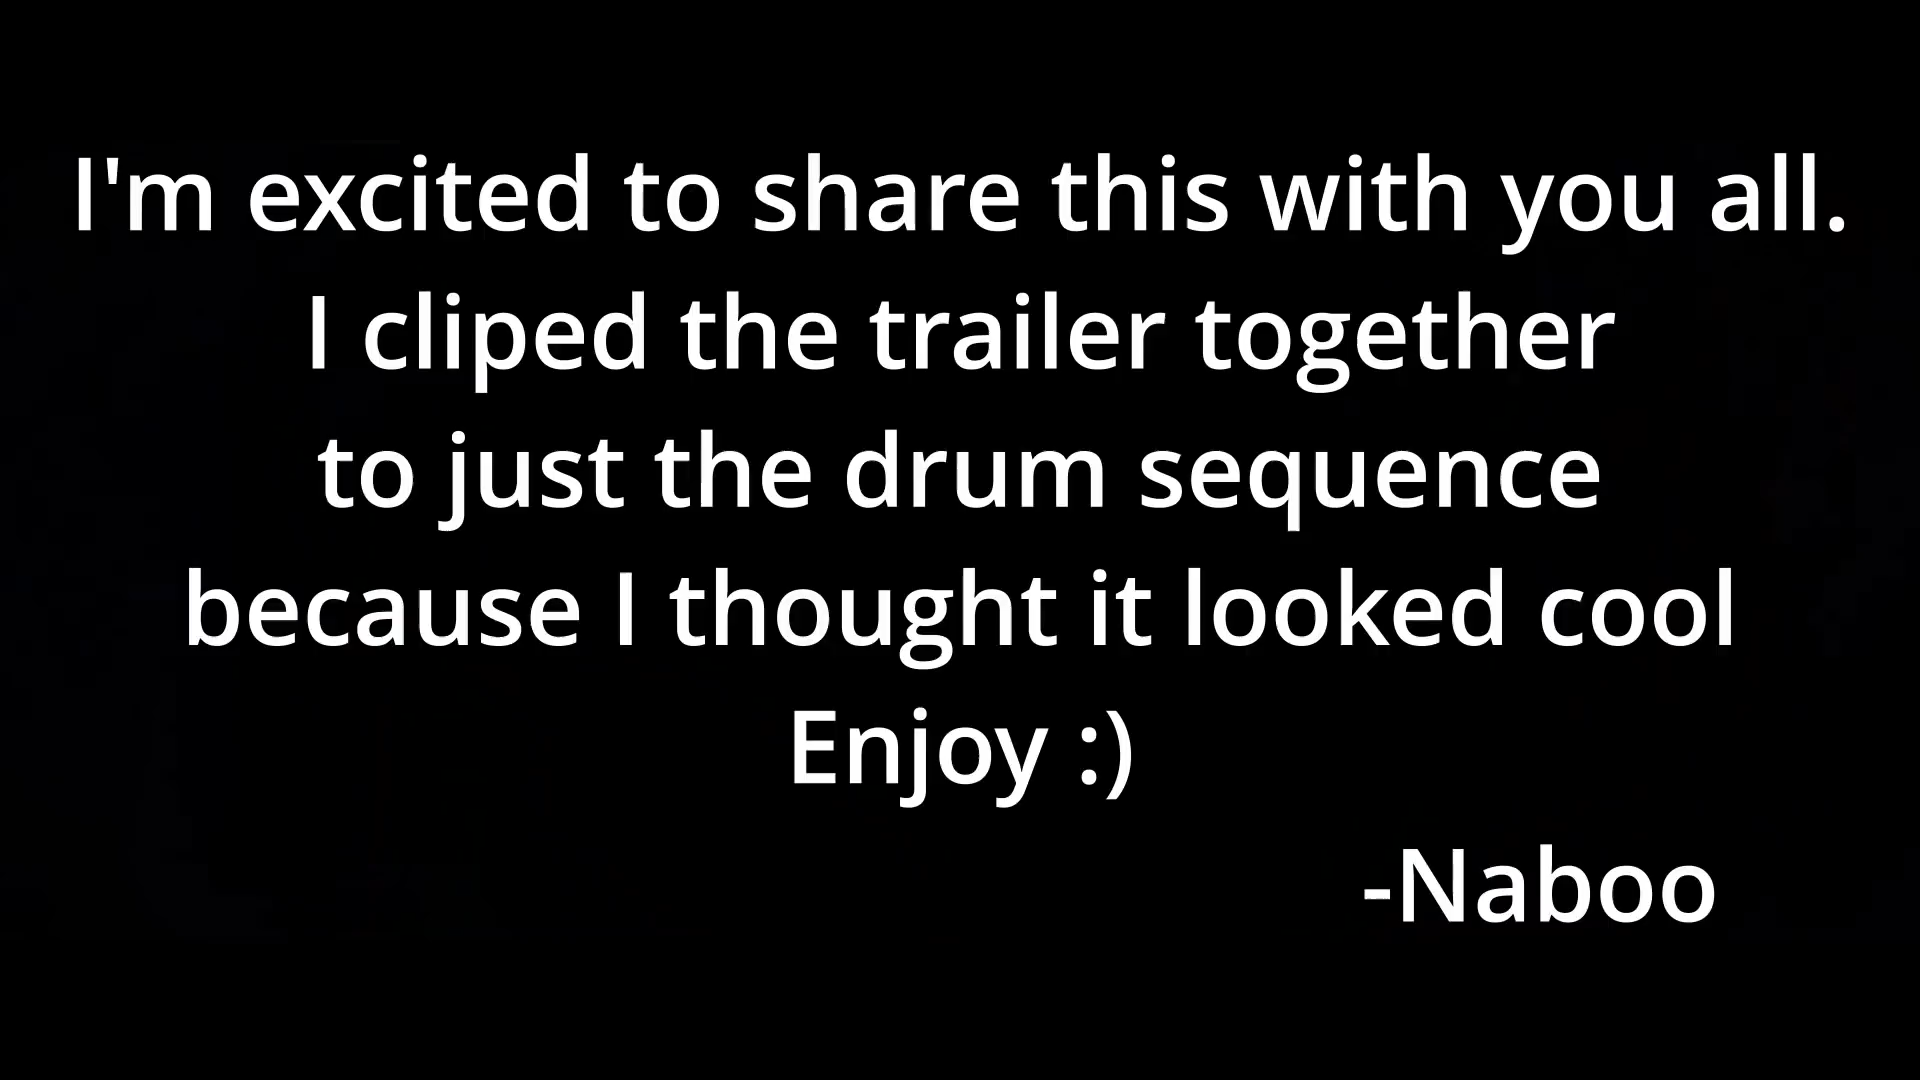 I'm excited to share this with you all.
I cliped the trailer together
to just the drum sequence
because I thought it looked cool
Enjoy :)
-Naboo